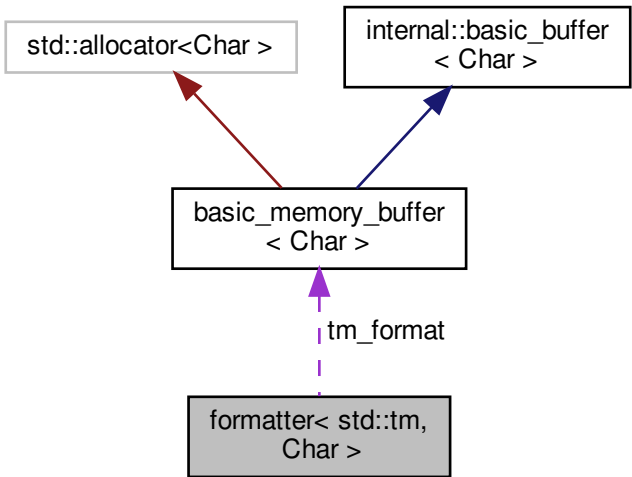 std::allocator<Char >
internal::basic_buffer
< Char >
basic_memory_buffer
< Char >
tm_format
formatter< std::tm,
Char >